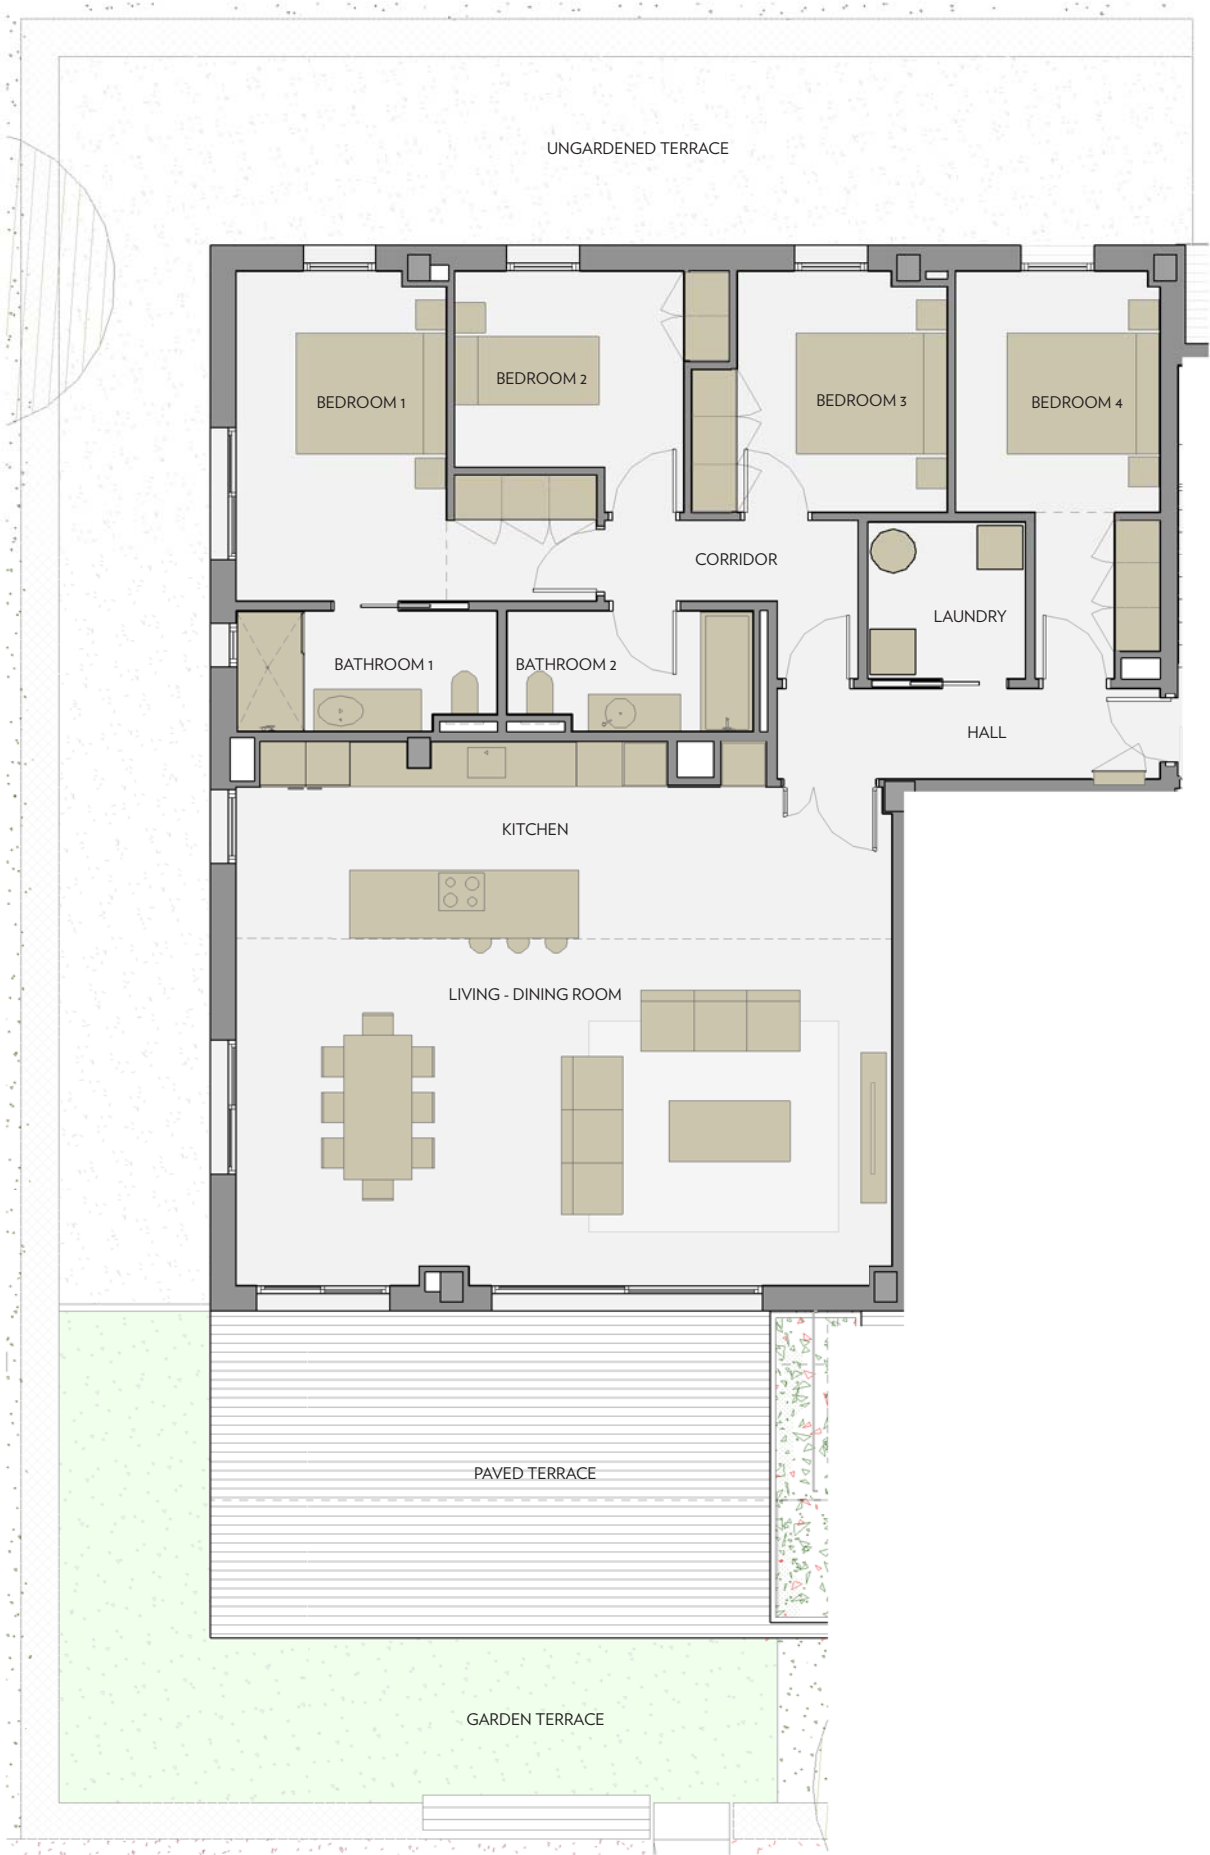 UNGARDENED TERRACE
BEDROOM 1
BEDROOM 2
BEDROOM 3
BEDROOM 4
CORRIDOR
LAUNDRY
BATHROOM 1
BATHROOM 2
HALL
KITCHEN
LIVING - DINING ROOM
PAVED TERRACE
GARDEN TERRACE